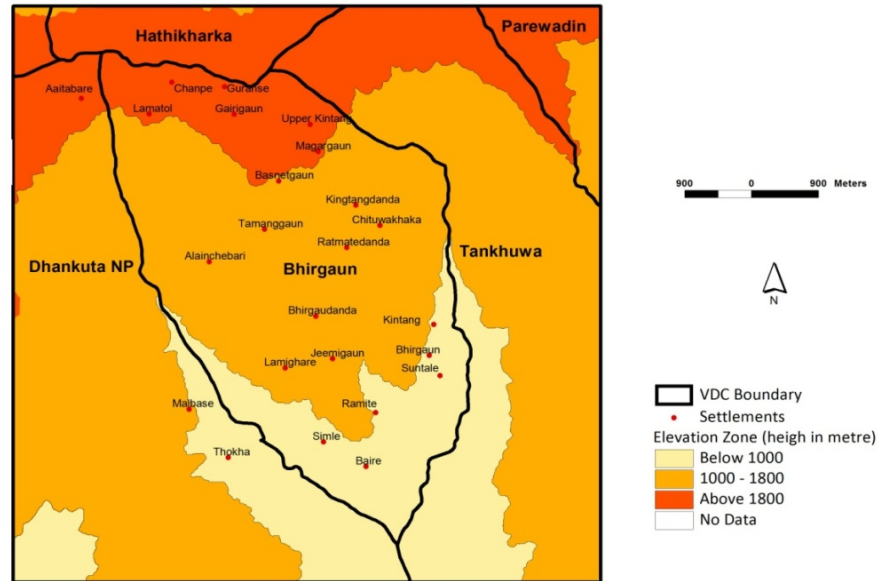 Parewadin
Hathikharka
Aaitabare
Chanpe
Guranse
Lamatol
Gairigaun
Upper Kintang
Magargaun
Basnetgaun
Kingtangdanda
Tamanggaun
Chituwakhaka
Ratmatedanda
Tankhuwa
Dhankuta NP
Alainchebari
Bhirgaun
Bhirgaudanda
Kintang
Jeemigaun
Bhirgaun
Lamighare
Suntale
Malbase
Ramite
Simle
Thokha
Baire
900 0 900 Meters
N
VDC Boundary
Settlements
Elevation Zone (heigh in metre)
Below 1000
1000 - 1800
Above 1800
No Data